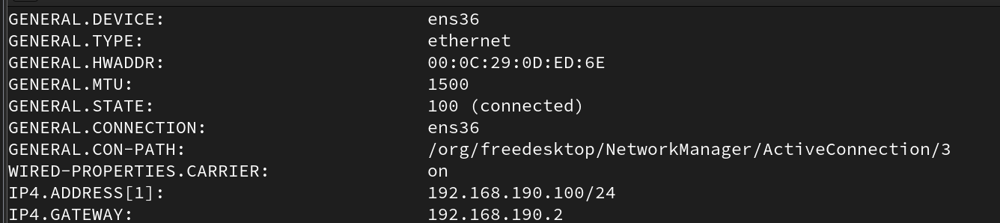 GENERAL.DEVICE: ens36
GENERAL.TYPE: ethernet
GENERAL.HWADDR: 00:0C:29:0D:ED:6E
GENERAL.MTU: 1500
GENERAL.STATE: 100 (connected)
GENERAL.CONNECTION: ens36
GENERAL.CON-PATH: /org/freedesktop/NetworkManager/ActiveConnection/3
WIRED-PROPERTIES.CARRIER: on
IP4.ADDRESS[1]: 192.168.190.100/24
IP4.GATEWAY: 192.168.190.2